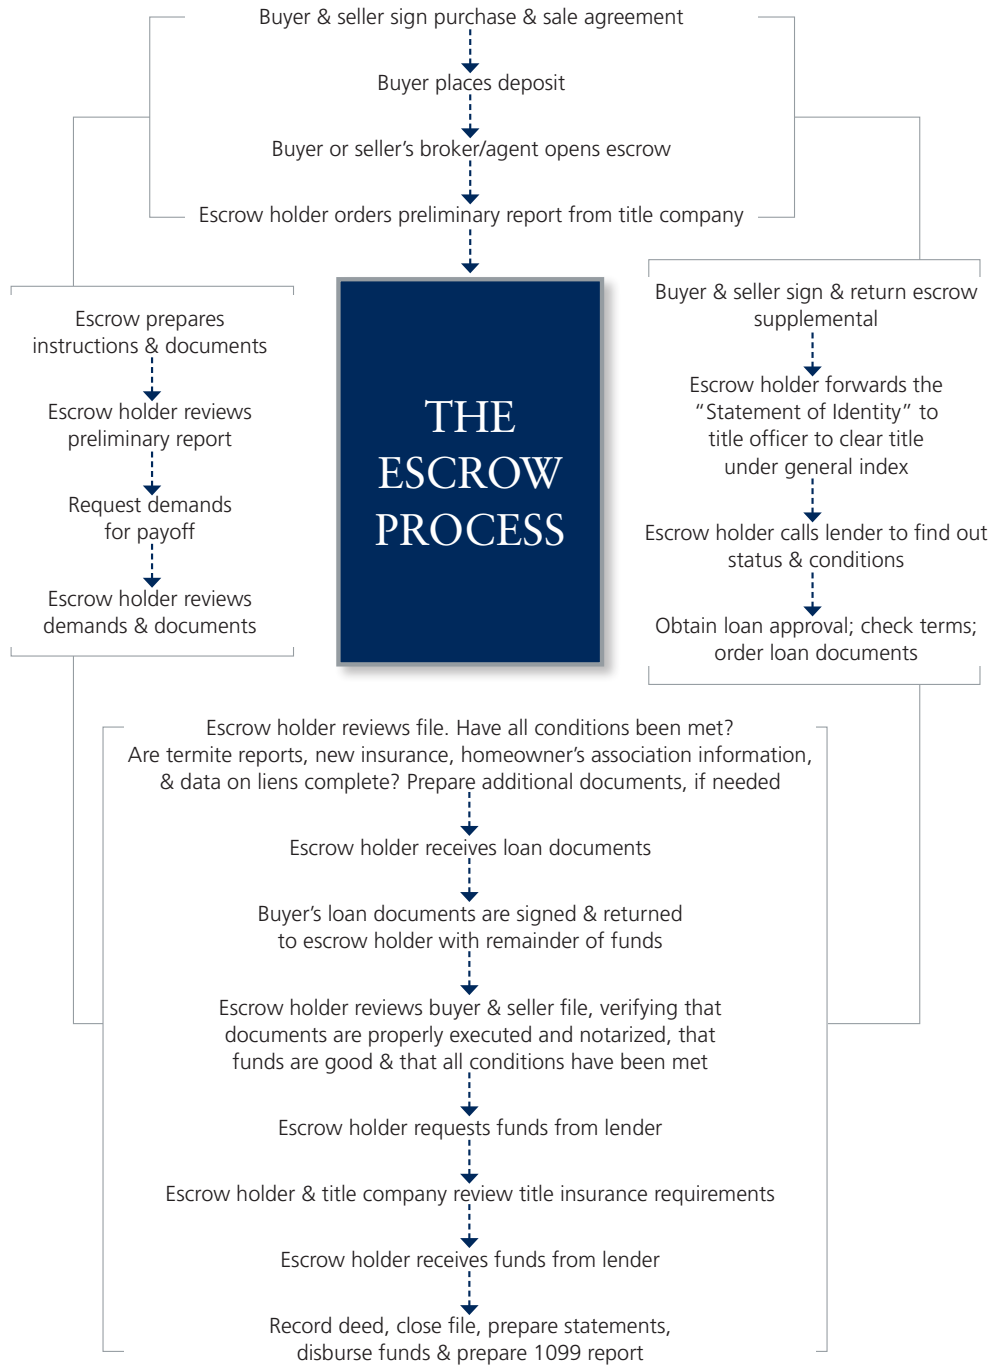 Buyer & seller sign purchase & sale agreement
Buyer places deposit
Buyer or seller’s broker/agent opens escrow
Escrow holder orders preliminary report from title company
Escrow prepares
instructions & documents
Escrow holder reviews
preliminary report
Request demands
for payoff
Escrow holder reviews
demands & documents
THE
ESCROW
PROCESS
Buyer & seller sign & return escrow
supplemental
Escrow holder forwards the
“Statement of Identity” to
title officer to clear title
under general index
Escrow holder calls lender to find out
status & conditions
Obtain loan approval; check terms;
order loan documents
Escrow holder reviews file. Have all conditions been met?
Are termite reports, new insurance, homeowner’s association information,
& data on liens complete? Prepare additional documents, if needed
Escrow holder receives loan documents
Buyer’s loan documents are signed & returned
to escrow holder with remainder of funds
Escrow holder reviews buyer & seller file, verifying that
documents are properly executed and notarized, that
funds are good & that all conditions have been met
Escrow holder requests funds from lender
Escrow holder & title company review title insurance requirements
Escrow holder receives funds from lender
Record deed, close file, prepare statements,
disburse funds & prepare 1099 report